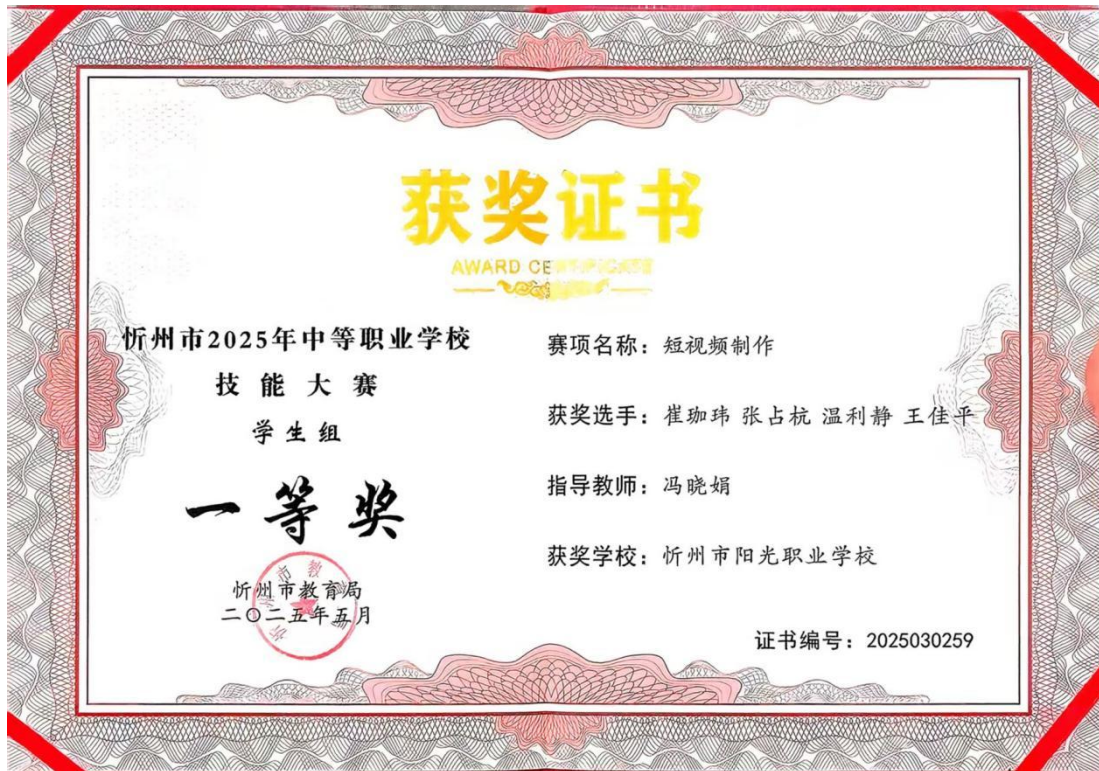 获奖证书
AWARD CERTIFICATE
忻州市2025年中等职业学校
技能大赛
学生组
一等奖
忻州市教育局
二〇二五年五月
赛项名称：短视频制作
获奖选手：崔珈玮 张占杭 温利静 王佳平
指导教师：冯晓娟
获奖学校：忻州市阳光职业学校
证书编号：2025030259